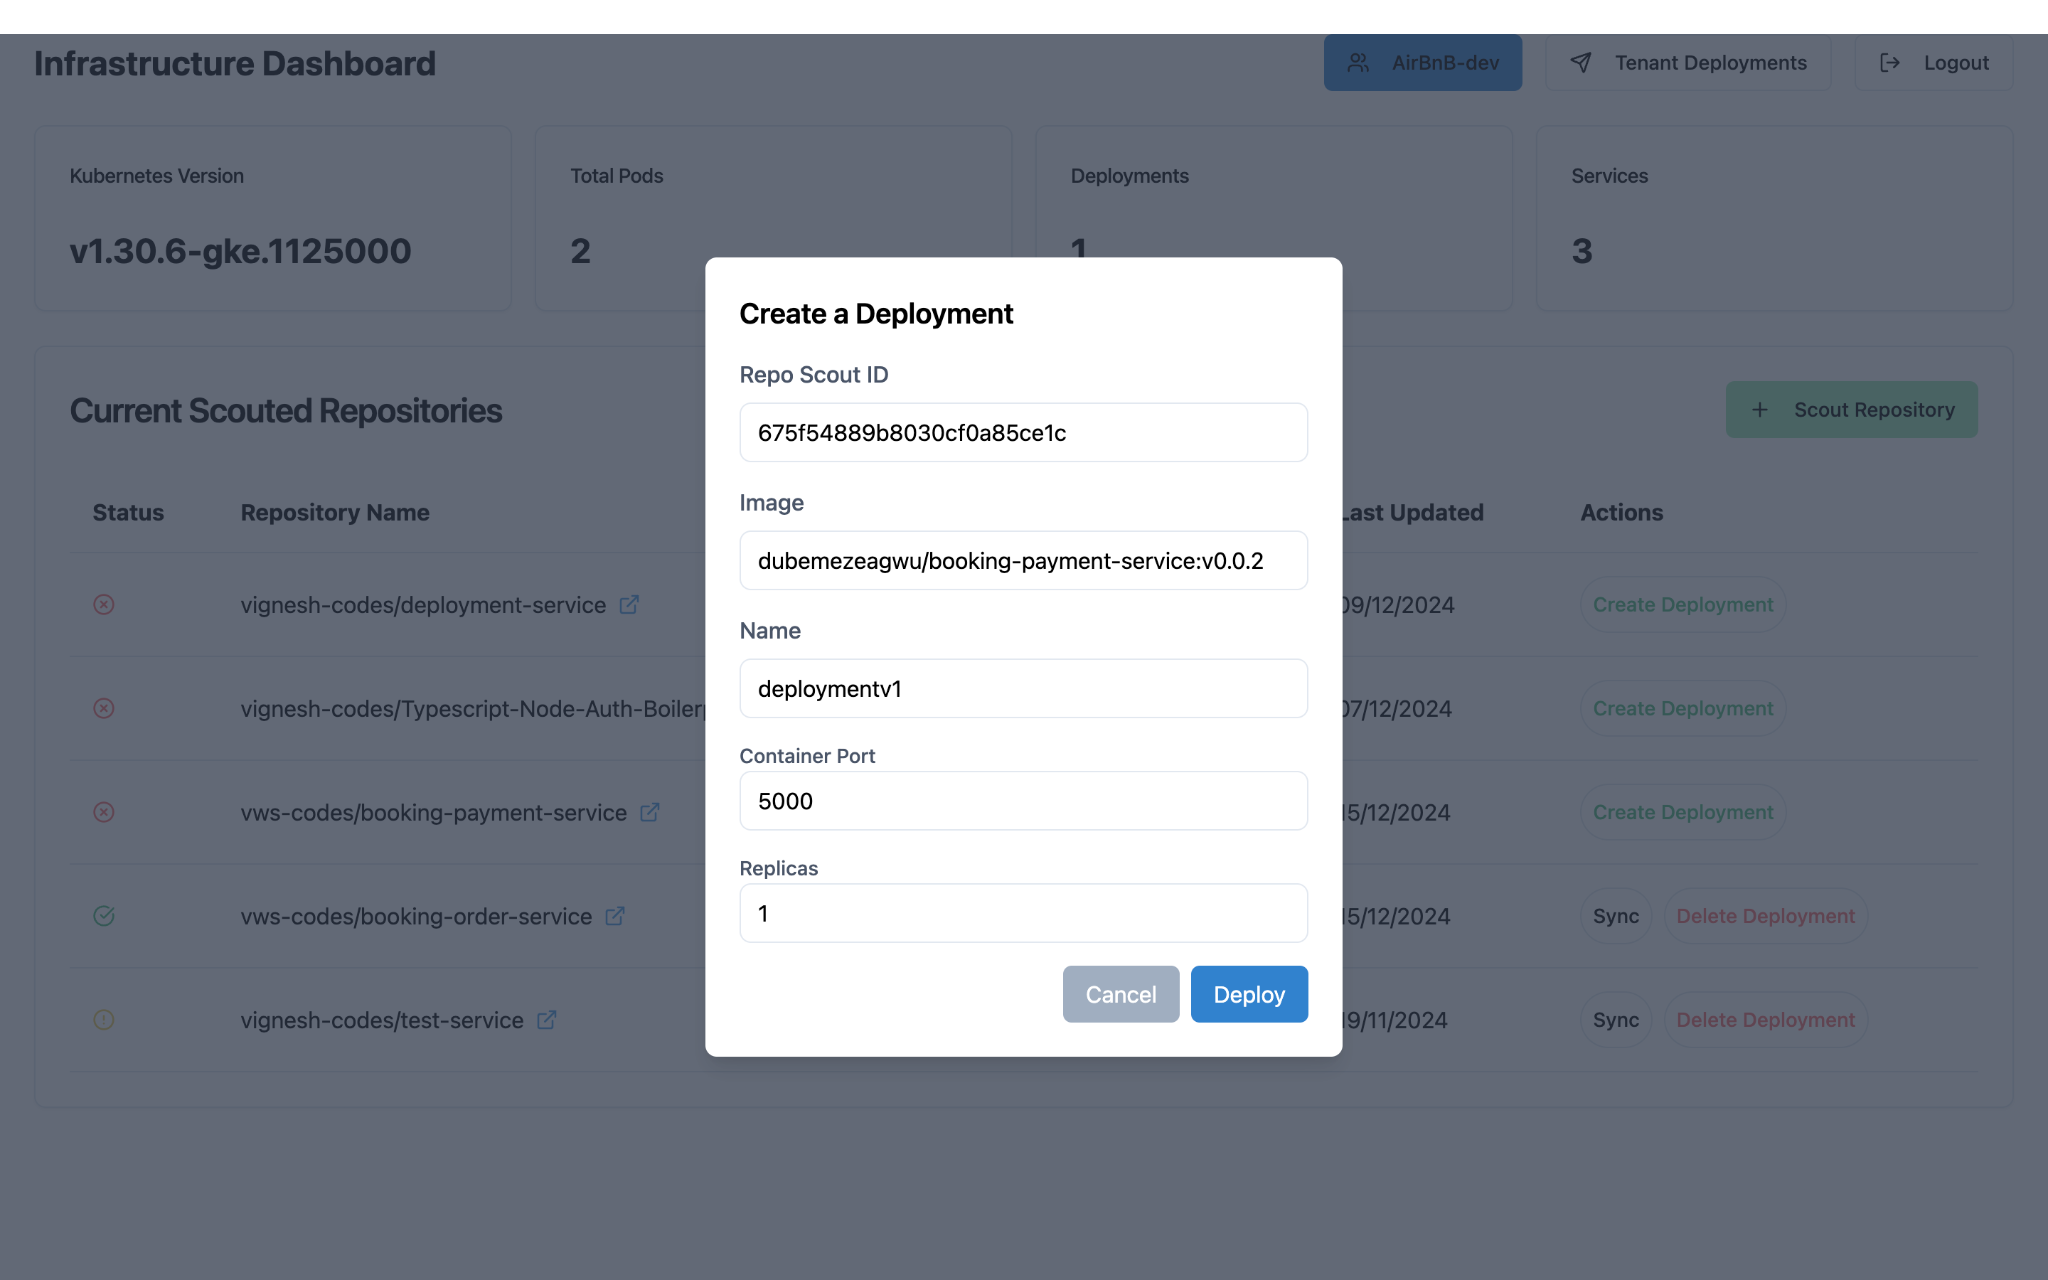 Infrastructure Dashboard
AirBnB-dev
Tenant Deployments
Logout
Kubernetes Version
v1.30.6-gke.1125000
Total Pods
2
Deployments
1
Services
3
Create a Deployment
Repo Scout ID
675f54889b8030cf0a85ce1c
Image
dubemezeagwu/booking-payment-service:v0.0.2
Name
deploymentv1
Container Port
5000
Replicas
1
Cancel Deploy
Current Scouted Repositories
+ Scout Repository
Status Repository Name Last Updated Actions
vignesh-codes/deployment-service 09/12/2024 Create Deployment
vignesh-codes/Typescript-Node-Auth-Boilerp 07/12/2024 Create Deployment
vws-codes/booking-payment-service 15/12/2024 Create Deployment
vws-codes/booking-order-service 15/12/2024 Sync Delete Deployment
vignesh-codes/test-service 19/11/2024 Sync Delete Deployment